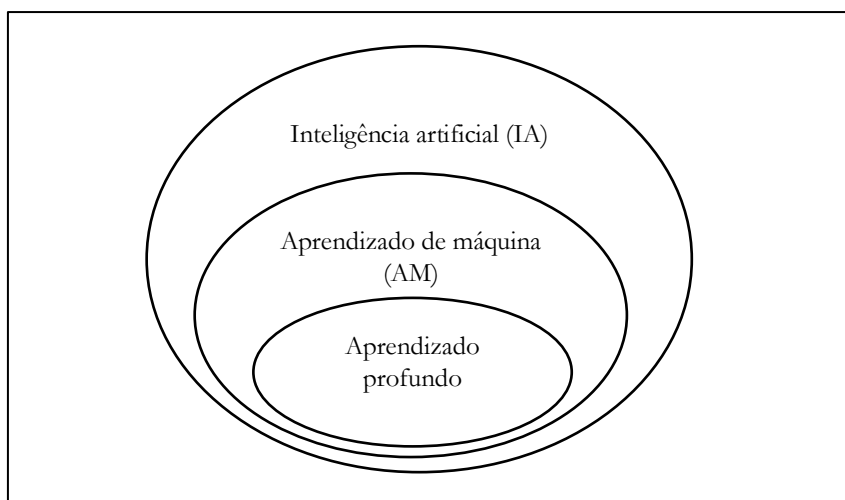 Inteligência artificial (IA)
Aprendizado de máquina
(AM)
Aprendizado
profundo